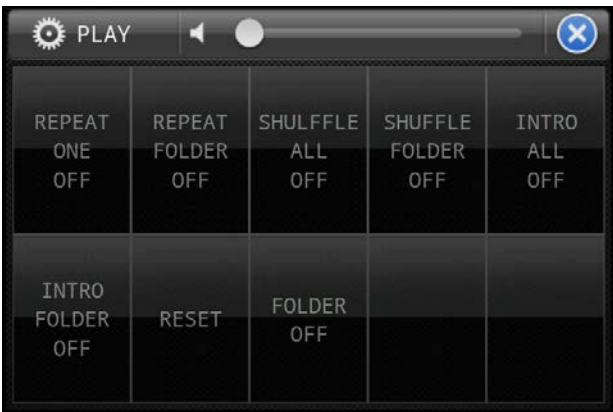 PLAY
REPEAT
ONE
OFF
REPEAT
FOLDER
OFF
SHULFFLE
ALL
OFF
SHUFFLE
FOLDER
OFF
INTRO
ALL
OFF
INTRO
FOLDER
OFF
RESET
FOLDER
OFF